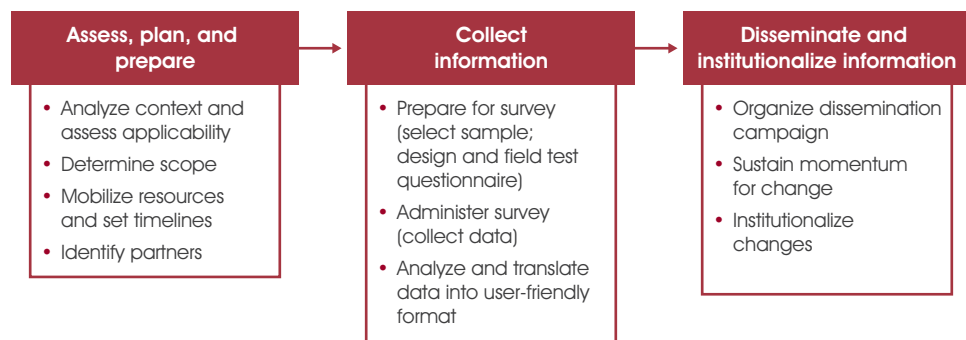 Assess, plan, and
prepare
• Analyze context and
assess applicability
• Determine scope
• Mobilize resources
and set timelines
• Identify partners
Collect
information
• Prepare for survey
(select sample;
design and field test
questionnaire)
• Administer survey
(collect data)
• Analyze and translate
data into user-friendly
format
Disseminate and
institutionalize information
• Organize dissemination
campaign
• Sustain momentum
for change
• Institutionalize
changes